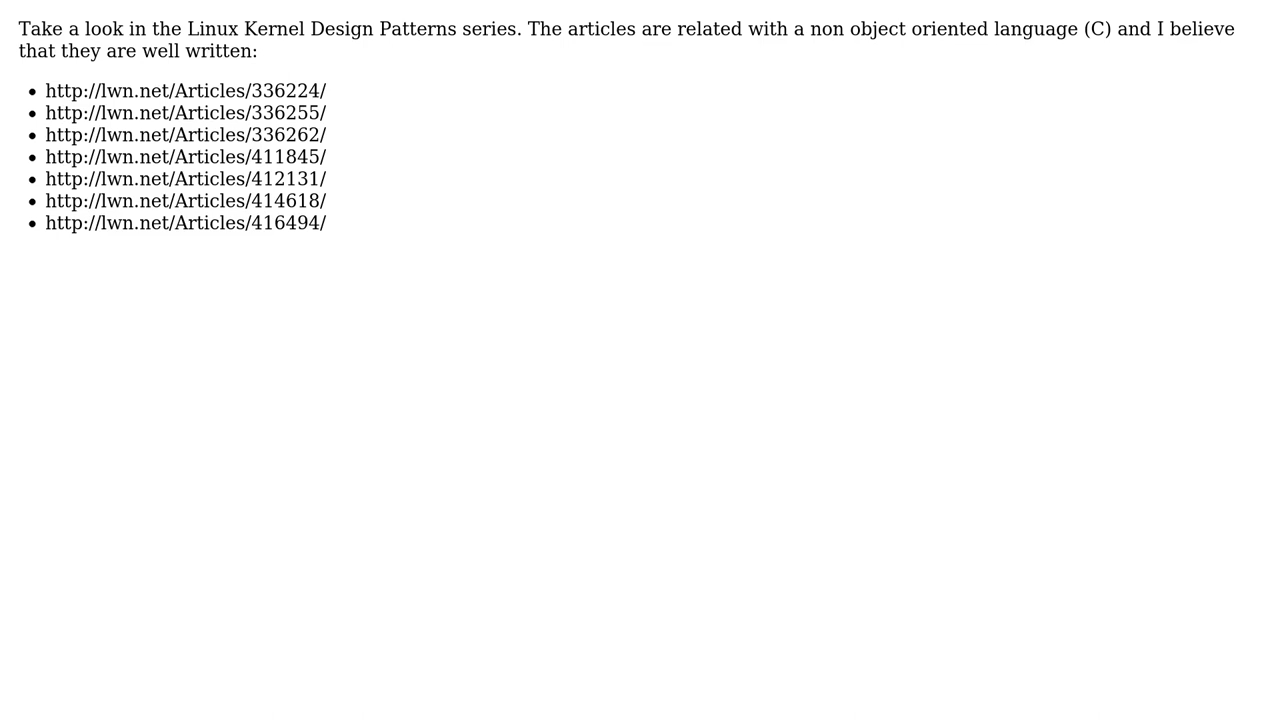 Take a look in the Linux Kernel Design Patterns series. The articles are related with a non object oriented language (C) and I believe
that they are well written:
• http://lwn.net/Articles/336224/
• http://lwn.net/Articles/336255/
• http://lwn.net/Articles/336262/
• http://lwn.net/Articles/411845/
• http://lwn.net/Articles/412131/
• http://lwn.net/Articles/414618/
• http://lwn.net/Articles/416494/